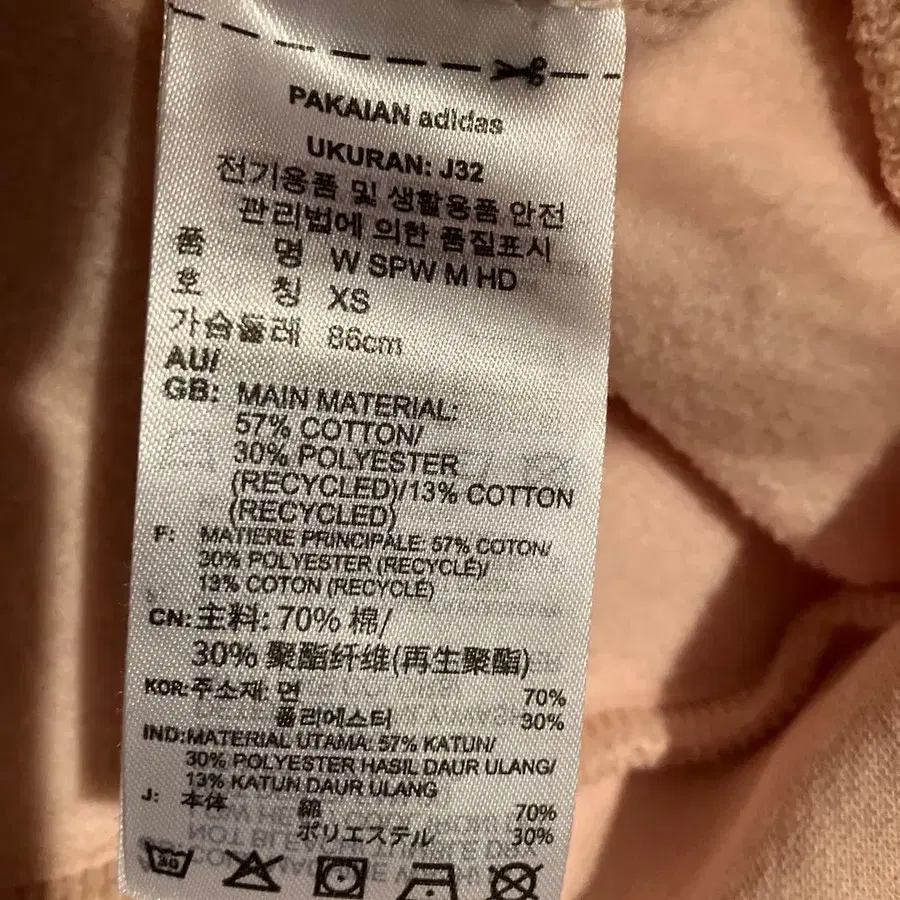 PAKAIAN adidas
UKURAN: J32
전기용품 및 생활용품 안전
관리법에 의한 품질표시
품 명 W SPW M HD
호 칭 XS
가슴둘레 86cm
AU/
GB: MAIN MATERIAL:
57% COTTON/
30% POLYESTER
(RECYCLED)/13% COTTON
(RECYCLED)
F: MATIERE PRINCIPALE: 57% COTON/
30% POLYESTER (RECYCLÉ)/
13% COTON (RECYCLÉ)
CN: 主料: 70% 棉/
30% 聚酯纤维(再生聚酯)
KOR: 주소재: 면 70%
폴리에스터 30%
IND: MATERIAL UTAMA: 57% KATUN/
30% POLYESTER HASIL DAUR ULANG/
13% KATUN DAUR ULANG
J: 本体 綿 70%
ポリエステル 30%